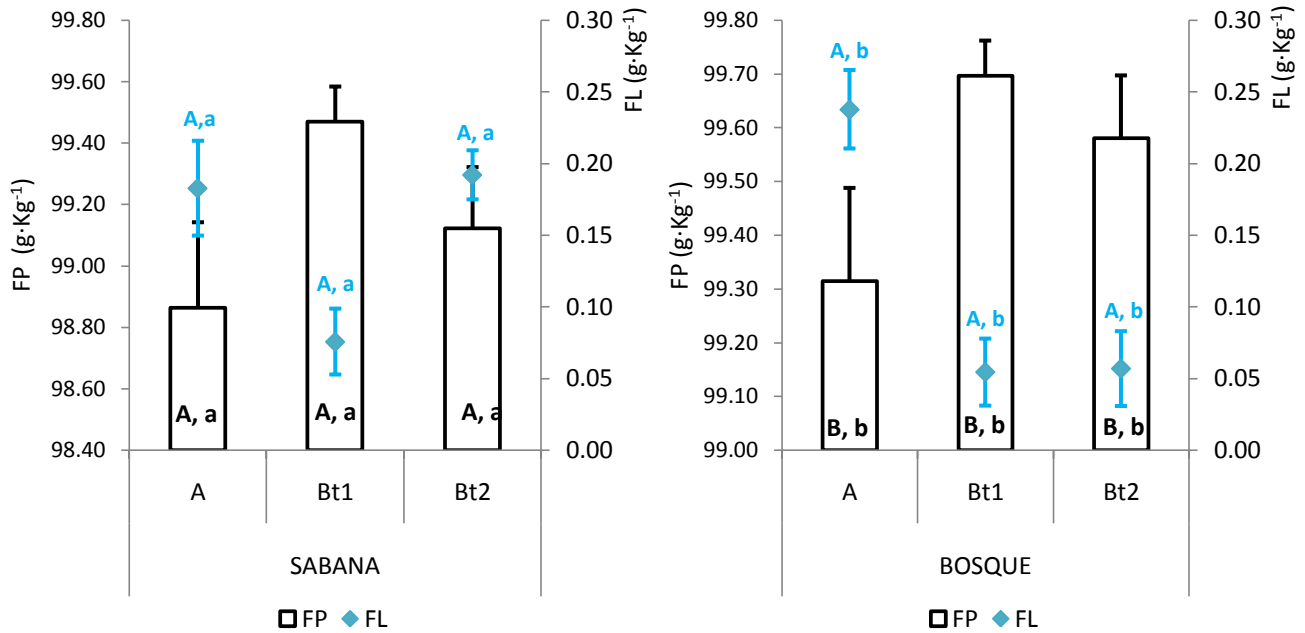 99.80
99.60
99.40
99.20
99.00
98.80
98.60
98.40
FP (g·Kg-1)
0.30
0.25
0.20
0.15
0.10
0.05
0.00
FL (g·Kg-1)
A,a
A, a
A, a
A, a
A, a
A, a
A
Bt1
Bt2
SABANA
FP
FL
99.80
99.70
99.60
99.50
99.40
99.30
99.20
99.10
99.00
FP (g·Kg-1)
0.30
0.25
0.20
0.15
0.10
0.05
0.00
FL (g·Kg-1)
A, b
A, b
A, b
B, b
B, b
B, b
A
Bt1
Bt2
BOSQUE
FP
FL